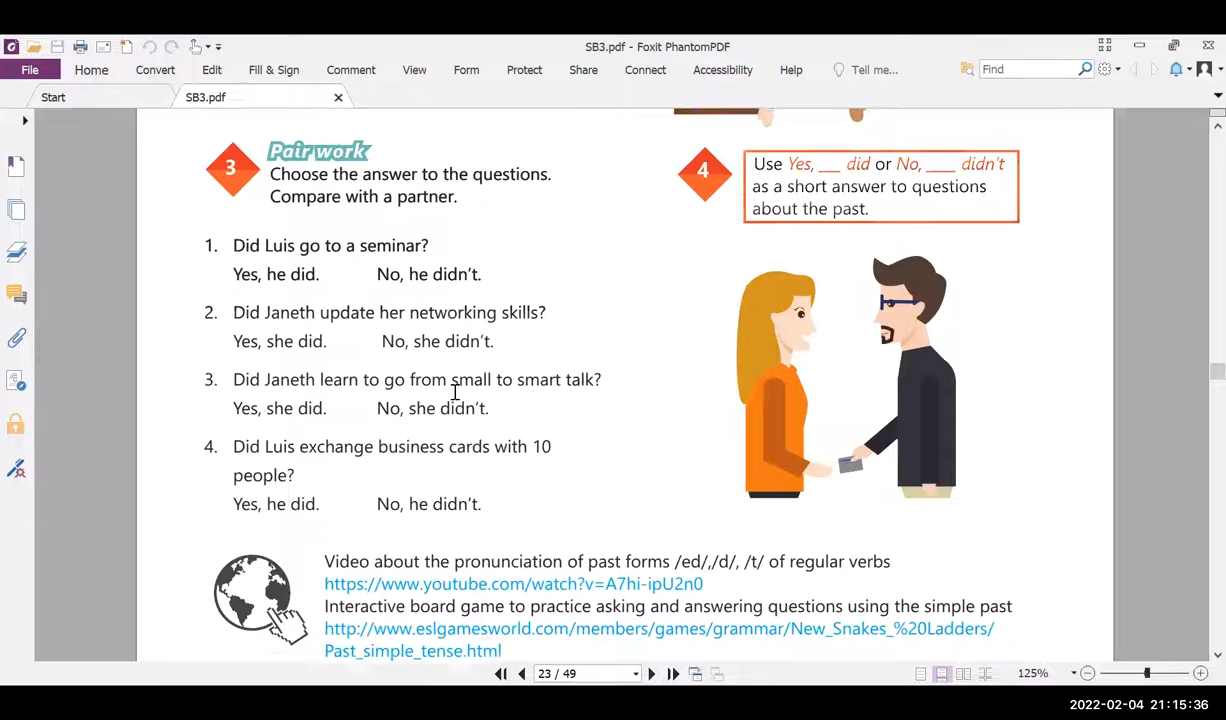 SB3.pdf - Foxit PhantomPDF
File Home Convert Edit Fill & Sign Comment View Form Protect Share Connect Accessibility Help Tell me... Find
Start SB3.pdf
3
Pair work
Choose the answer to the questions.
Compare with a partner.
1. Did Luis go to a seminar?
Yes, he did. No, he didn't.
2. Did Janeth update her networking skills?
Yes, she did. No, she didn't.
3. Did Janeth learn to go from small to smart talk?
Yes, she did. No, she didn't.
4. Did Luis exchange business cards with 10
people?
Yes, he did. No, he didn't.
4
Use Yes, ___ did or No, ____ didn't
as a short answer to questions
about the past.
Video about the pronunciation of past forms /ed/,/d/, /t/ of regular verbs
https://www.youtube.com/watch?v=A7hi-ipU2n0
Interactive board game to practice asking and answering questions using the simple past
http://www.eslgamesworld.com/members/games/grammar/New_Snakes_%20Ladders/
Past_simple_tense.html
23 / 49
125%
2022-02-04 21:15:36